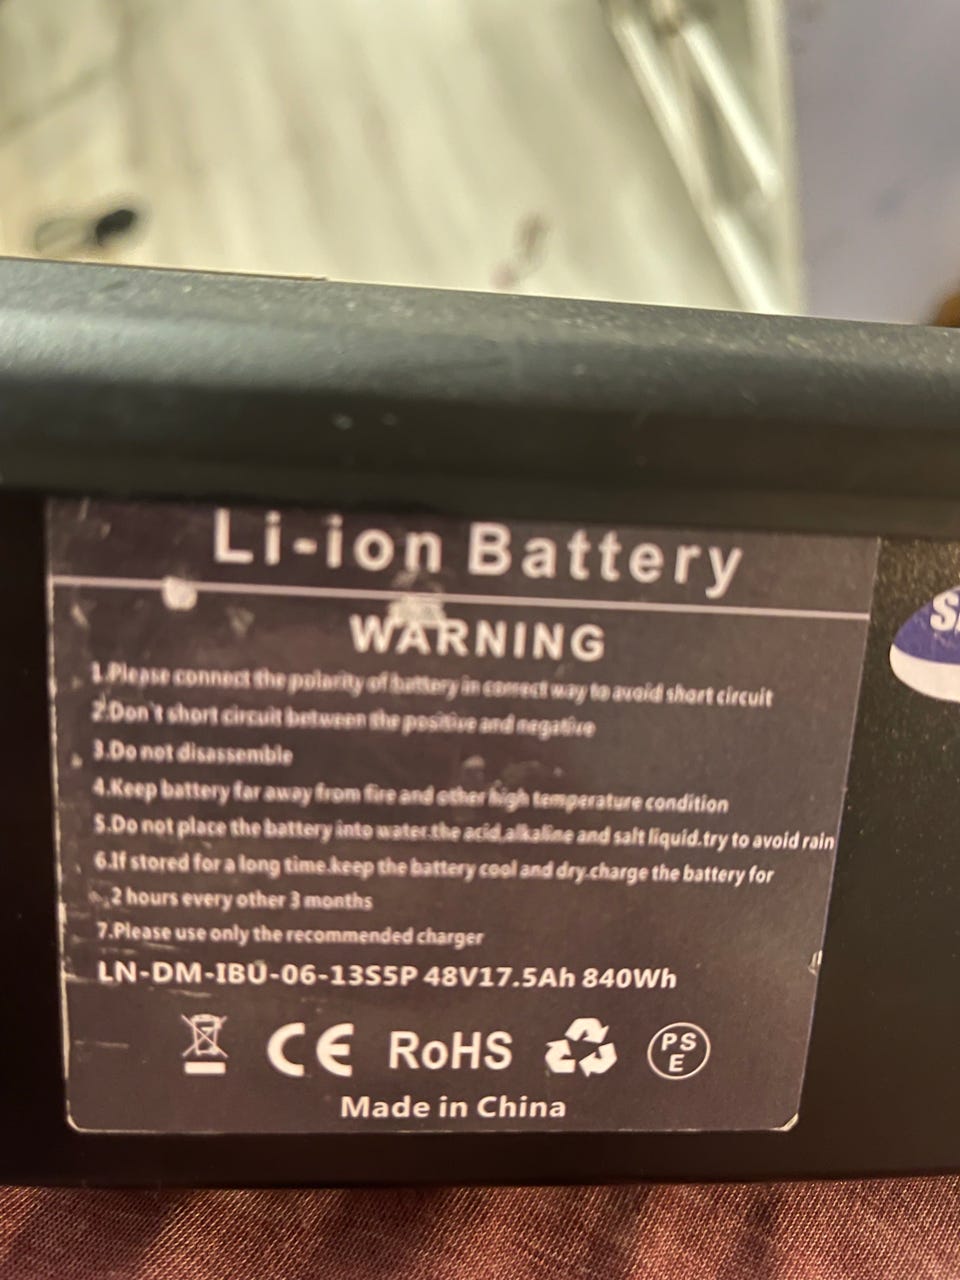 Li-ion Battery
WARNING
1.Please connect the polarity of battery in correct way to avoid short circuit
2.Don't short circuit between the positive and negative
3.Do not disassemble
4.Keep battery far away from fire and other high temperature condition
5.Do not place the battery into water.the acid.alkaline and salt liquid.try to avoid rain
6.If stored for a long time.keep the battery cool and dry.charge the battery for
2 hours every other 3 months
7.Please use only the recommended charger
LN-DM-IBU-06-13S5P 48V17.5Ah 840Wh
CE RoHS PSE
Made in China